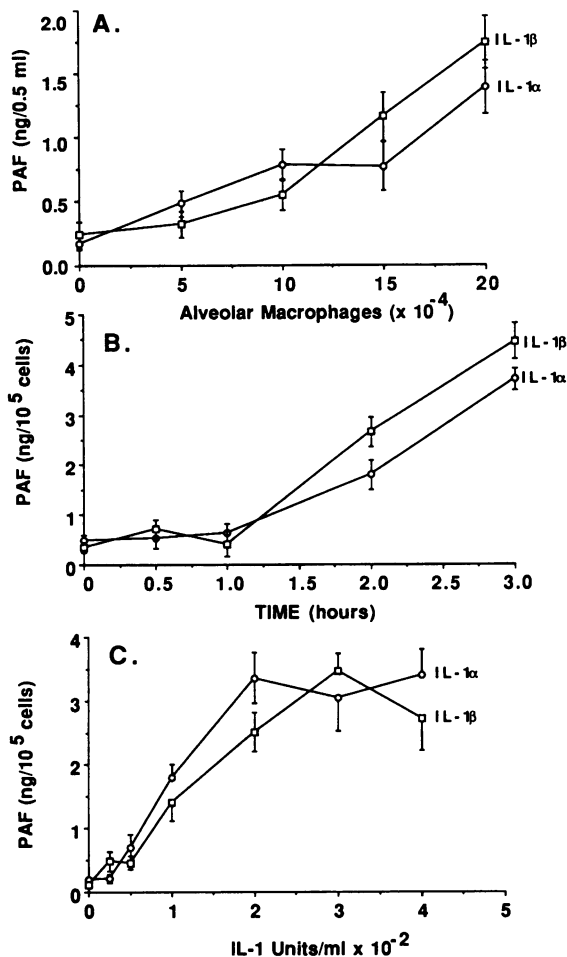 A.
PAF (ng/0.5 ml)
2.0
1.5
1.0
0.5
0.0
IL-1β
IL-1α
0 5 10 15 20
Alveolar Macrophages (x 10-4)
B.
PAF (ng/10 5 cells)
5
4
3
2
1
0
IL-1β
IL-1α
0 0.5 1.0 2.0 3.0
TIME (hours)
C.
PAF (ng/10 5 cells)
4
3
2
1
0
IL-1α
IL-1β
0 1 2 3 4 5
IL-1 Units/ml x 10-2